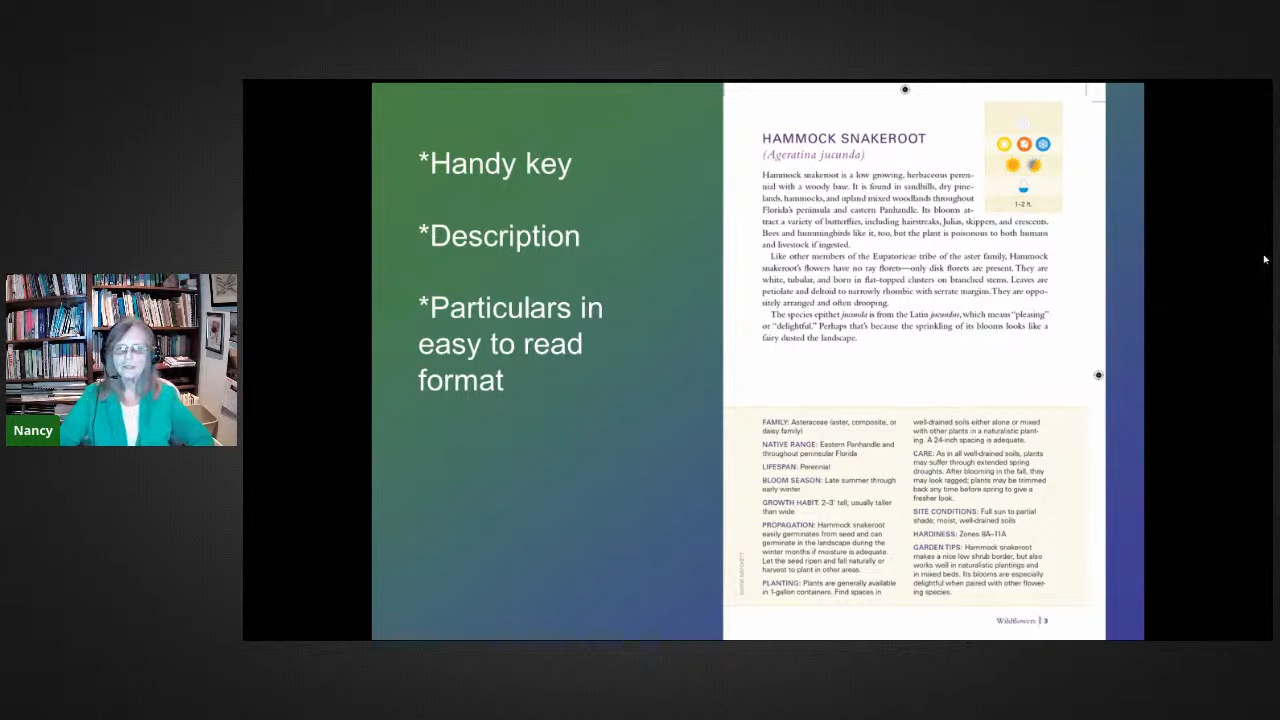 *Handy key
*Description
*Particulars in
easy to read
format
Nancy
HAMMOCK SNAKEROOT
(Ageratina jucunda)
1–2 ft.
Hammock snakeroot is a low growing, herbaceous peren-
nial with a woody base. It is found in sandhills, dry pine-
lands, hammocks, and upland mixed woodlands throughout
Florida's peninsula and eastern Panhandle. Its blooms at-
tract a variety of butterflies, including hairstreaks, Julias, skippers, and crescents.
Bees and hummingbirds like it, too, but the plant is poisonous to both humans
and livestock if ingested.
Like other members of the Eupatorieae tribe of the aster family, Hammock
snakeroot's flowers have no ray florets—only disk florets are present. They are
white, tubular, and born in flat-topped clusters on branched stems. Leaves are
petiolate and deltoid to narrowly rhombic with serrate margins. They are oppo-
sitely arranged and often drooping.
The species epithet jucunda is from the Latin jucundus, which means "pleasing"
or "delightful." Perhaps that's because the sprinkling of its blooms looks like a
fairy dusted the landscape.
FAMILY: Asteraceae (aster, composite, or
daisy family)
NATIVE RANGE: Eastern Panhandle and
throughout peninsular Florida
LIFESPAN: Perennial
BLOOM SEASON: Late summer through
early winter
GROWTH HABIT: 2–3' tall; usually taller
than wide
PROPAGATION: Hammock snakeroot
easily germinates from seed and can
germinate in the landscape during the
winter months if moisture is adequate.
Let the seed ripen and fall naturally or
harvest to plant in other areas.
PLANTING: Plants are generally available
in 1-gallon containers. Find spaces in
well-drained soils either alone or mixed
with other plants in a naturalistic plant-
ing. A 24-inch spacing is adequate.
CARE: As in all well-drained soils, plants
may suffer through extended spring
droughts. After blooming in the fall, they
may look ragged; plants may be trimmed
back any time before spring to give a
fresher look.
SITE CONDITIONS: Full sun to partial
shade; moist, well-drained soils
HARDINESS: Zones 8A–11A
GARDEN TIPS: Hammock snakeroot
makes a nice low shrub border, but also
works well in naturalistic plantings and
in mixed beds. Its blooms are especially
delightful when paired with other flower-
ing species.
Wildflowers 3